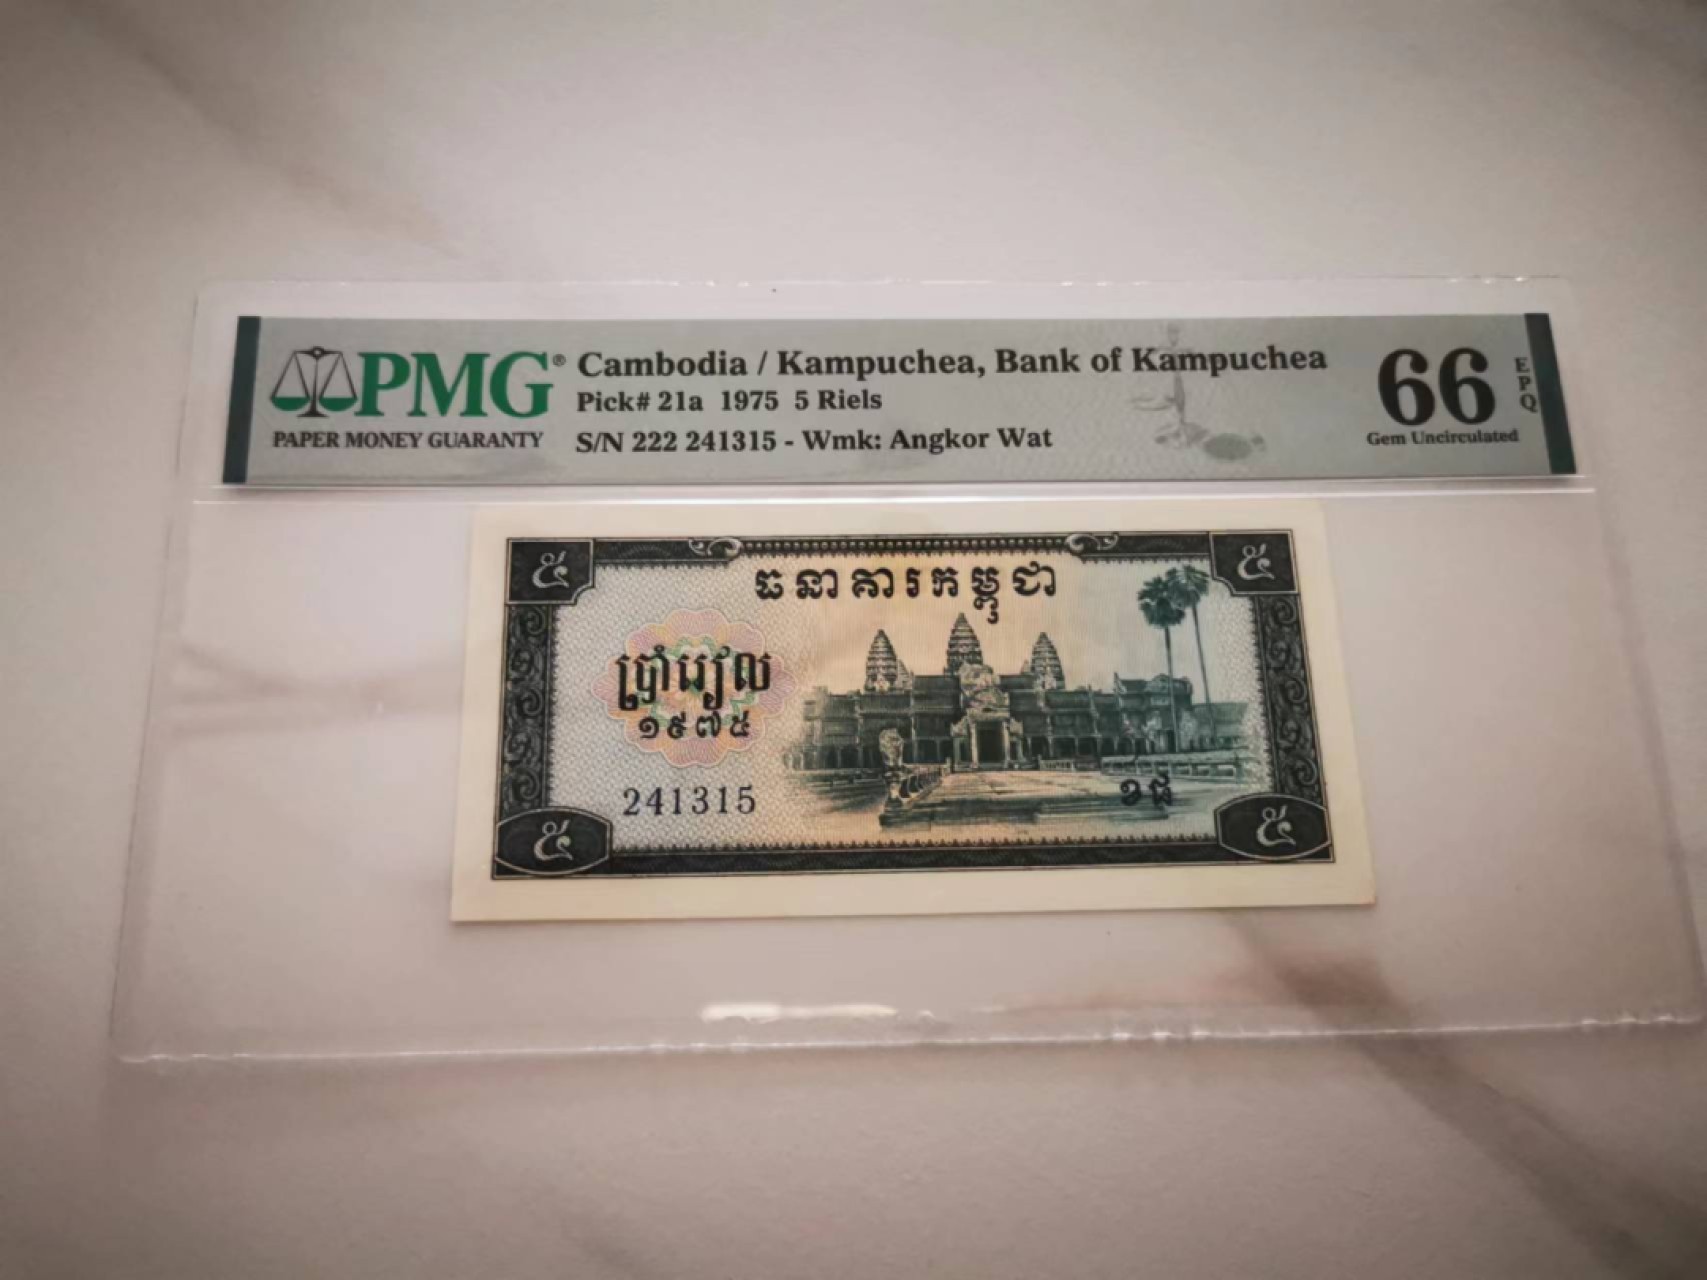 PMG®
PAPER MONEY GUARANTY
Cambodia / Kampuchea, Bank of Kampuchea
Pick# 21a 1975 5 Riels
S/N 222 241315 - Wmk: Angkor Wat
66
EPQ
Gem Uncirculated
៥
៥
ធនាគារកម្ពុជា
ប្រាំរៀល
១៩៧៥
241315
៥
៥